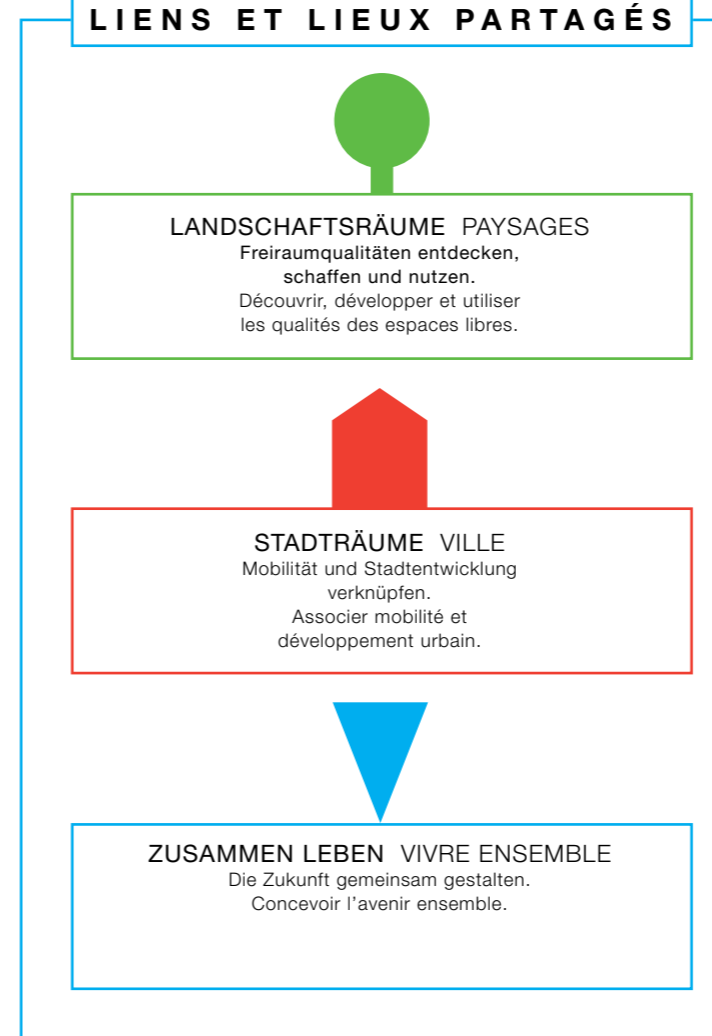 LIENS ET LIEUX PARTAGÉS
LANDSCHAFTSRÄUME PAYSAGES
Freiraumqualitäten entdecken,
schaffen und nutzen.
Découvrir, développer et utiliser
les qualités des espaces libres.
STADTRÄUME VILLE
Mobilität und Stadtentwicklung
verknüpfen.
Associer mobilité et
développement urbain.
ZUSAMMEN LEBEN VIVRE ENSEMBLE
Die Zukunft gemeinsam gestalten.
Concevoir l’avenir ensemble.